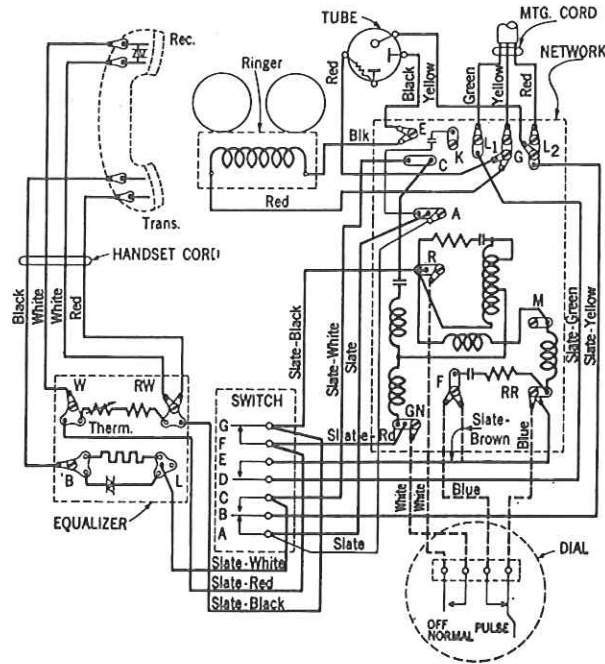 TUBE
MTG. CORD
NETWORK
Rec.
Ringer
Red
Black
Yellow
Green
Yellow
Red
Blk
E
K
C
L1
G
L2
Red
A
Trans.
HANDSET CORD
R
M
Black
White
White
Red
Slate-Black
Slate-White
Slate
Slate-Green
Slate-Yellow
W
RW
Therm.
B
L
EQUALIZER
SWITCH
G
F
E
D
C
B
A
GN
Slate-Rd
F
RR
Slate-
Brown
Blue
White
White
Blue
Slate
Slate-White
Slate-Red
Slate-Black
DIAL
OFF
NORMAL
PULSE